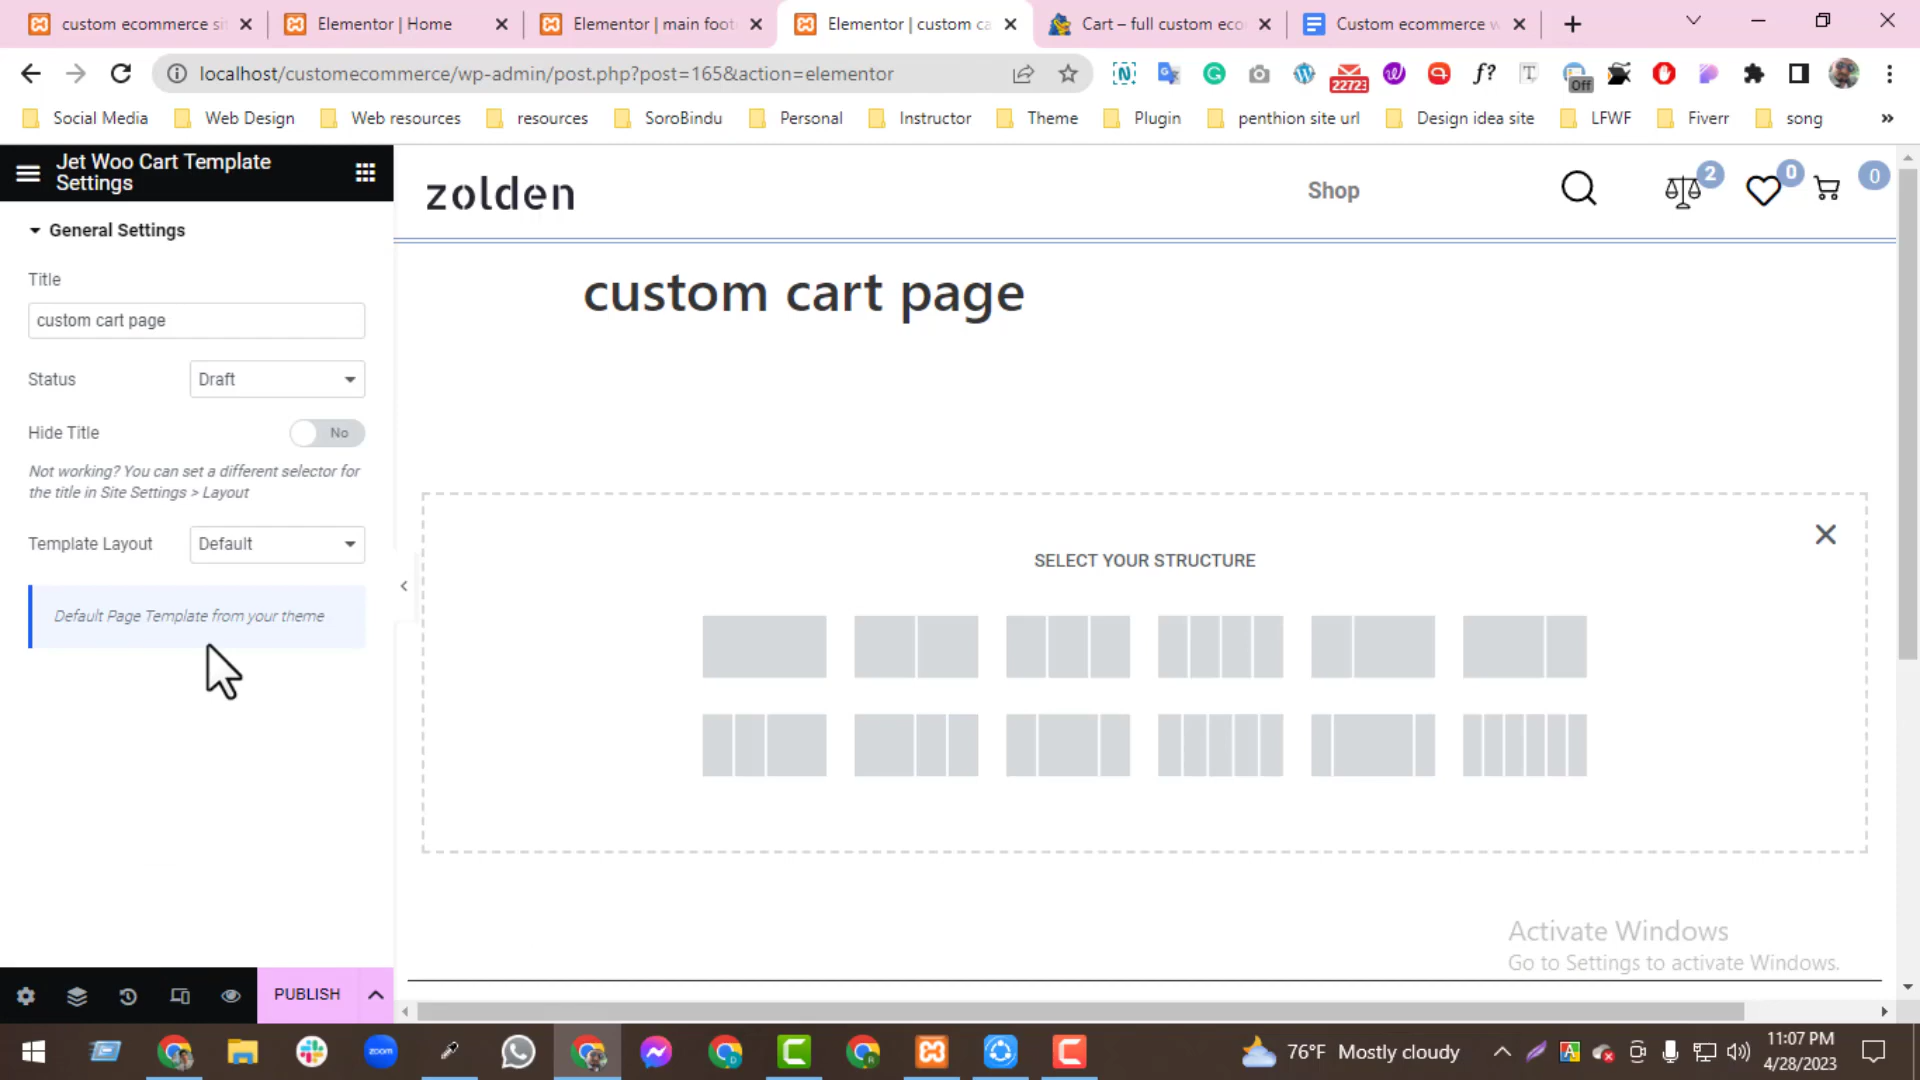 custom ecommerce si
Elementor | Home
Elementor | main foot
Elementor | custom ca
Cart – full custom eco
Custom ecommerce w
localhost/customecommerce/wp-admin/post.php?post=165&action=elementor
22723
f?
T
Off
Social Media
Web Design
Web resources
resources
SoroBindu
Personal
Instructor
Theme
Plugin
penthion site url
Design idea site
LFWF
Fiverr
song
»
Jet Woo Cart Template
Settings
zolden
Shop
2
0
0
General Settings
custom cart page
Title
custom cart page
Status
Draft
Hide Title
No
Not working? You can set a different selector for
the title in Site Settings > Layout
Template Layout
Default
Default Page Template from your theme
SELECT YOUR STRUCTURE
Activate Windows
Go to Settings to activate Windows.
PUBLISH
zoom
76°F Mostly cloudy
11:07 PM
4/28/2023